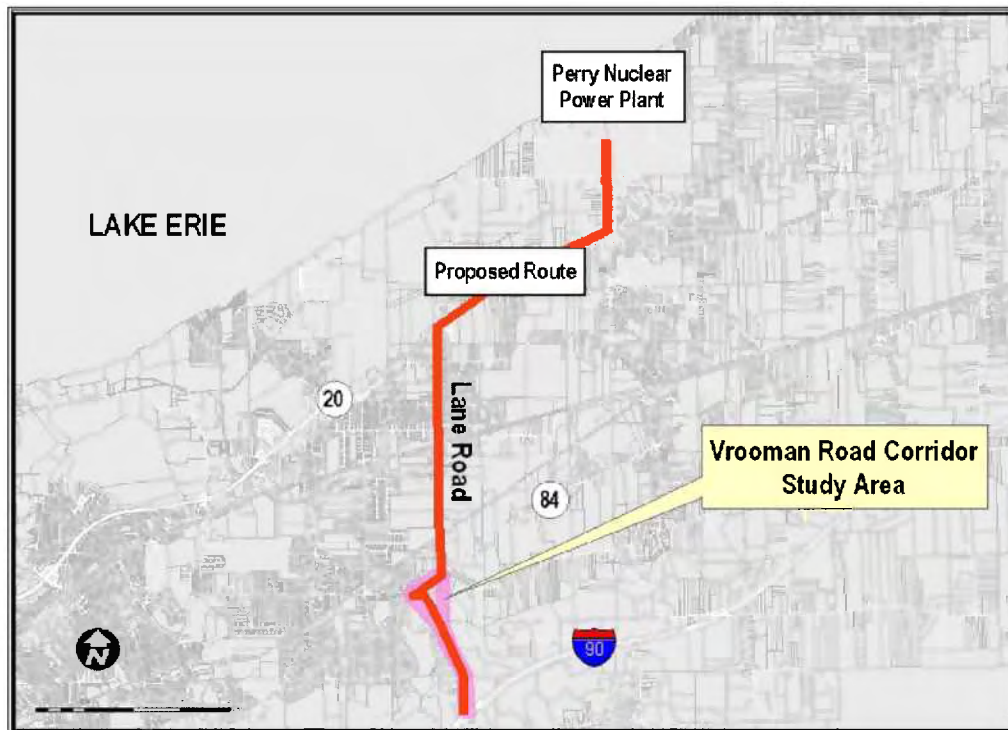 Perry Nuclear
Power Plant
LAKE ERIE
Proposed Route
20
Lane Road
Vrooman Road Corridor
Study Area
84
90
N